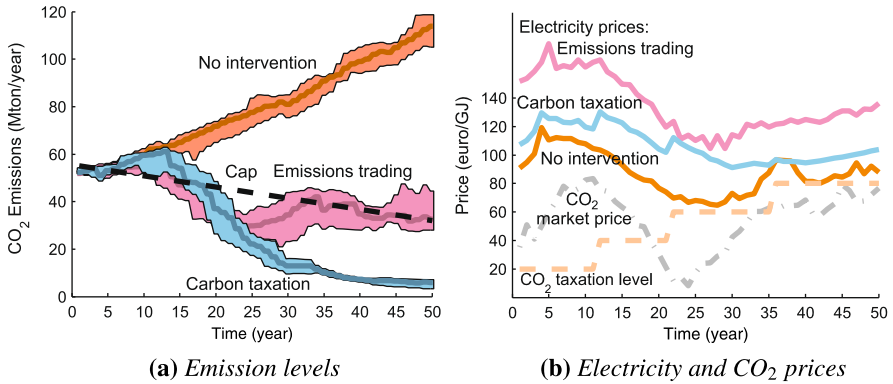 120
100
80
60
40
20
0
CO2 Emissions (Mton/year)
No intervention
Cap
Emissions trading
Carbon taxation
0 5 10 15 20 25 30 35 40 45 50
Time (year)
(a) Emission levels
Electricity prices:
Emissions trading
Carbon taxation
No intervention
CO2
market price
CO2 taxation level
140
120
100
80
60
40
20
Price (euro/GJ)
0 5 10 15 20 25 30 35 40 45 50
Time (year)
(b) Electricity and CO2 prices